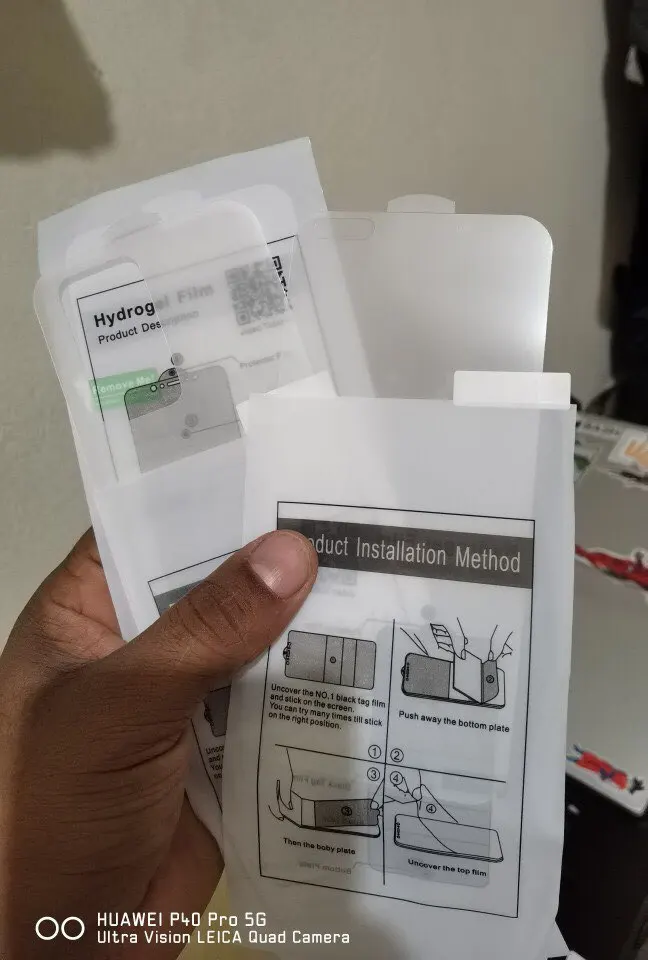 Hydrogel Film
Product Description
Remove Me!
duct Installation Method
Uncover the NO.1 black tag film
and stick on the screen.
You can try many times till stick
on the right position.
Push away the bottom plate
① ②
③ ④
Then the boby plate
Uncover the top film
HUAWEI P40 Pro 5G
Ultra Vision LEICA Quad Camera